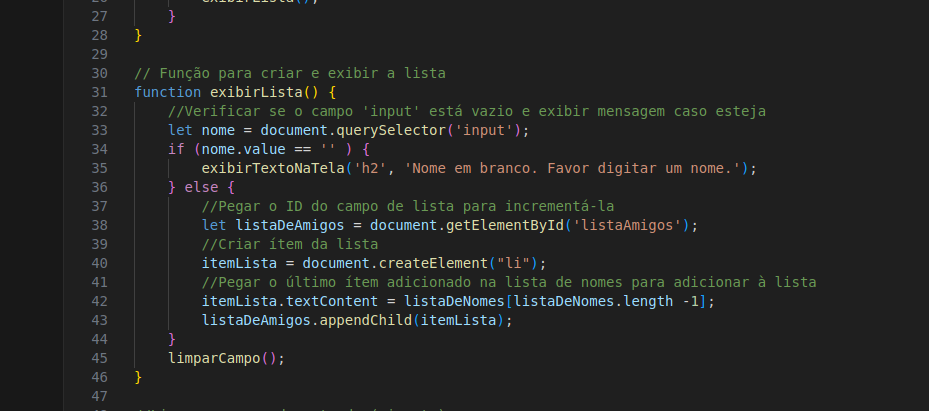 27 }
28 }
29
30 // Função para criar e exibir a lista
31 function exibirLista() {
32 //Verificar se o campo 'input' está vazio e exibir mensagem caso esteja
33 let nome = document.querySelector('input');
34 if (nome.value == '' ) {
35 exibirTextoNaTela('h2', 'Nome em branco. Favor digitar um nome.');
36 } else {
37 //Pegar o ID do campo de lista para incrementá-la
38 let listaDeAmigos = document.getElementById('listaAmigos');
39 //Criar ítem da lista
40 itemLista = document.createElement("li");
41 //Pegar o último ítem adicionado na lista de nomes para adicionar à lista
42 itemLista.textContent = listaDeNomes[listaDeNomes.length -1];
43 listaDeAmigos.appendChild(itemLista);
44 }
45 limparCampo();
46 }
47